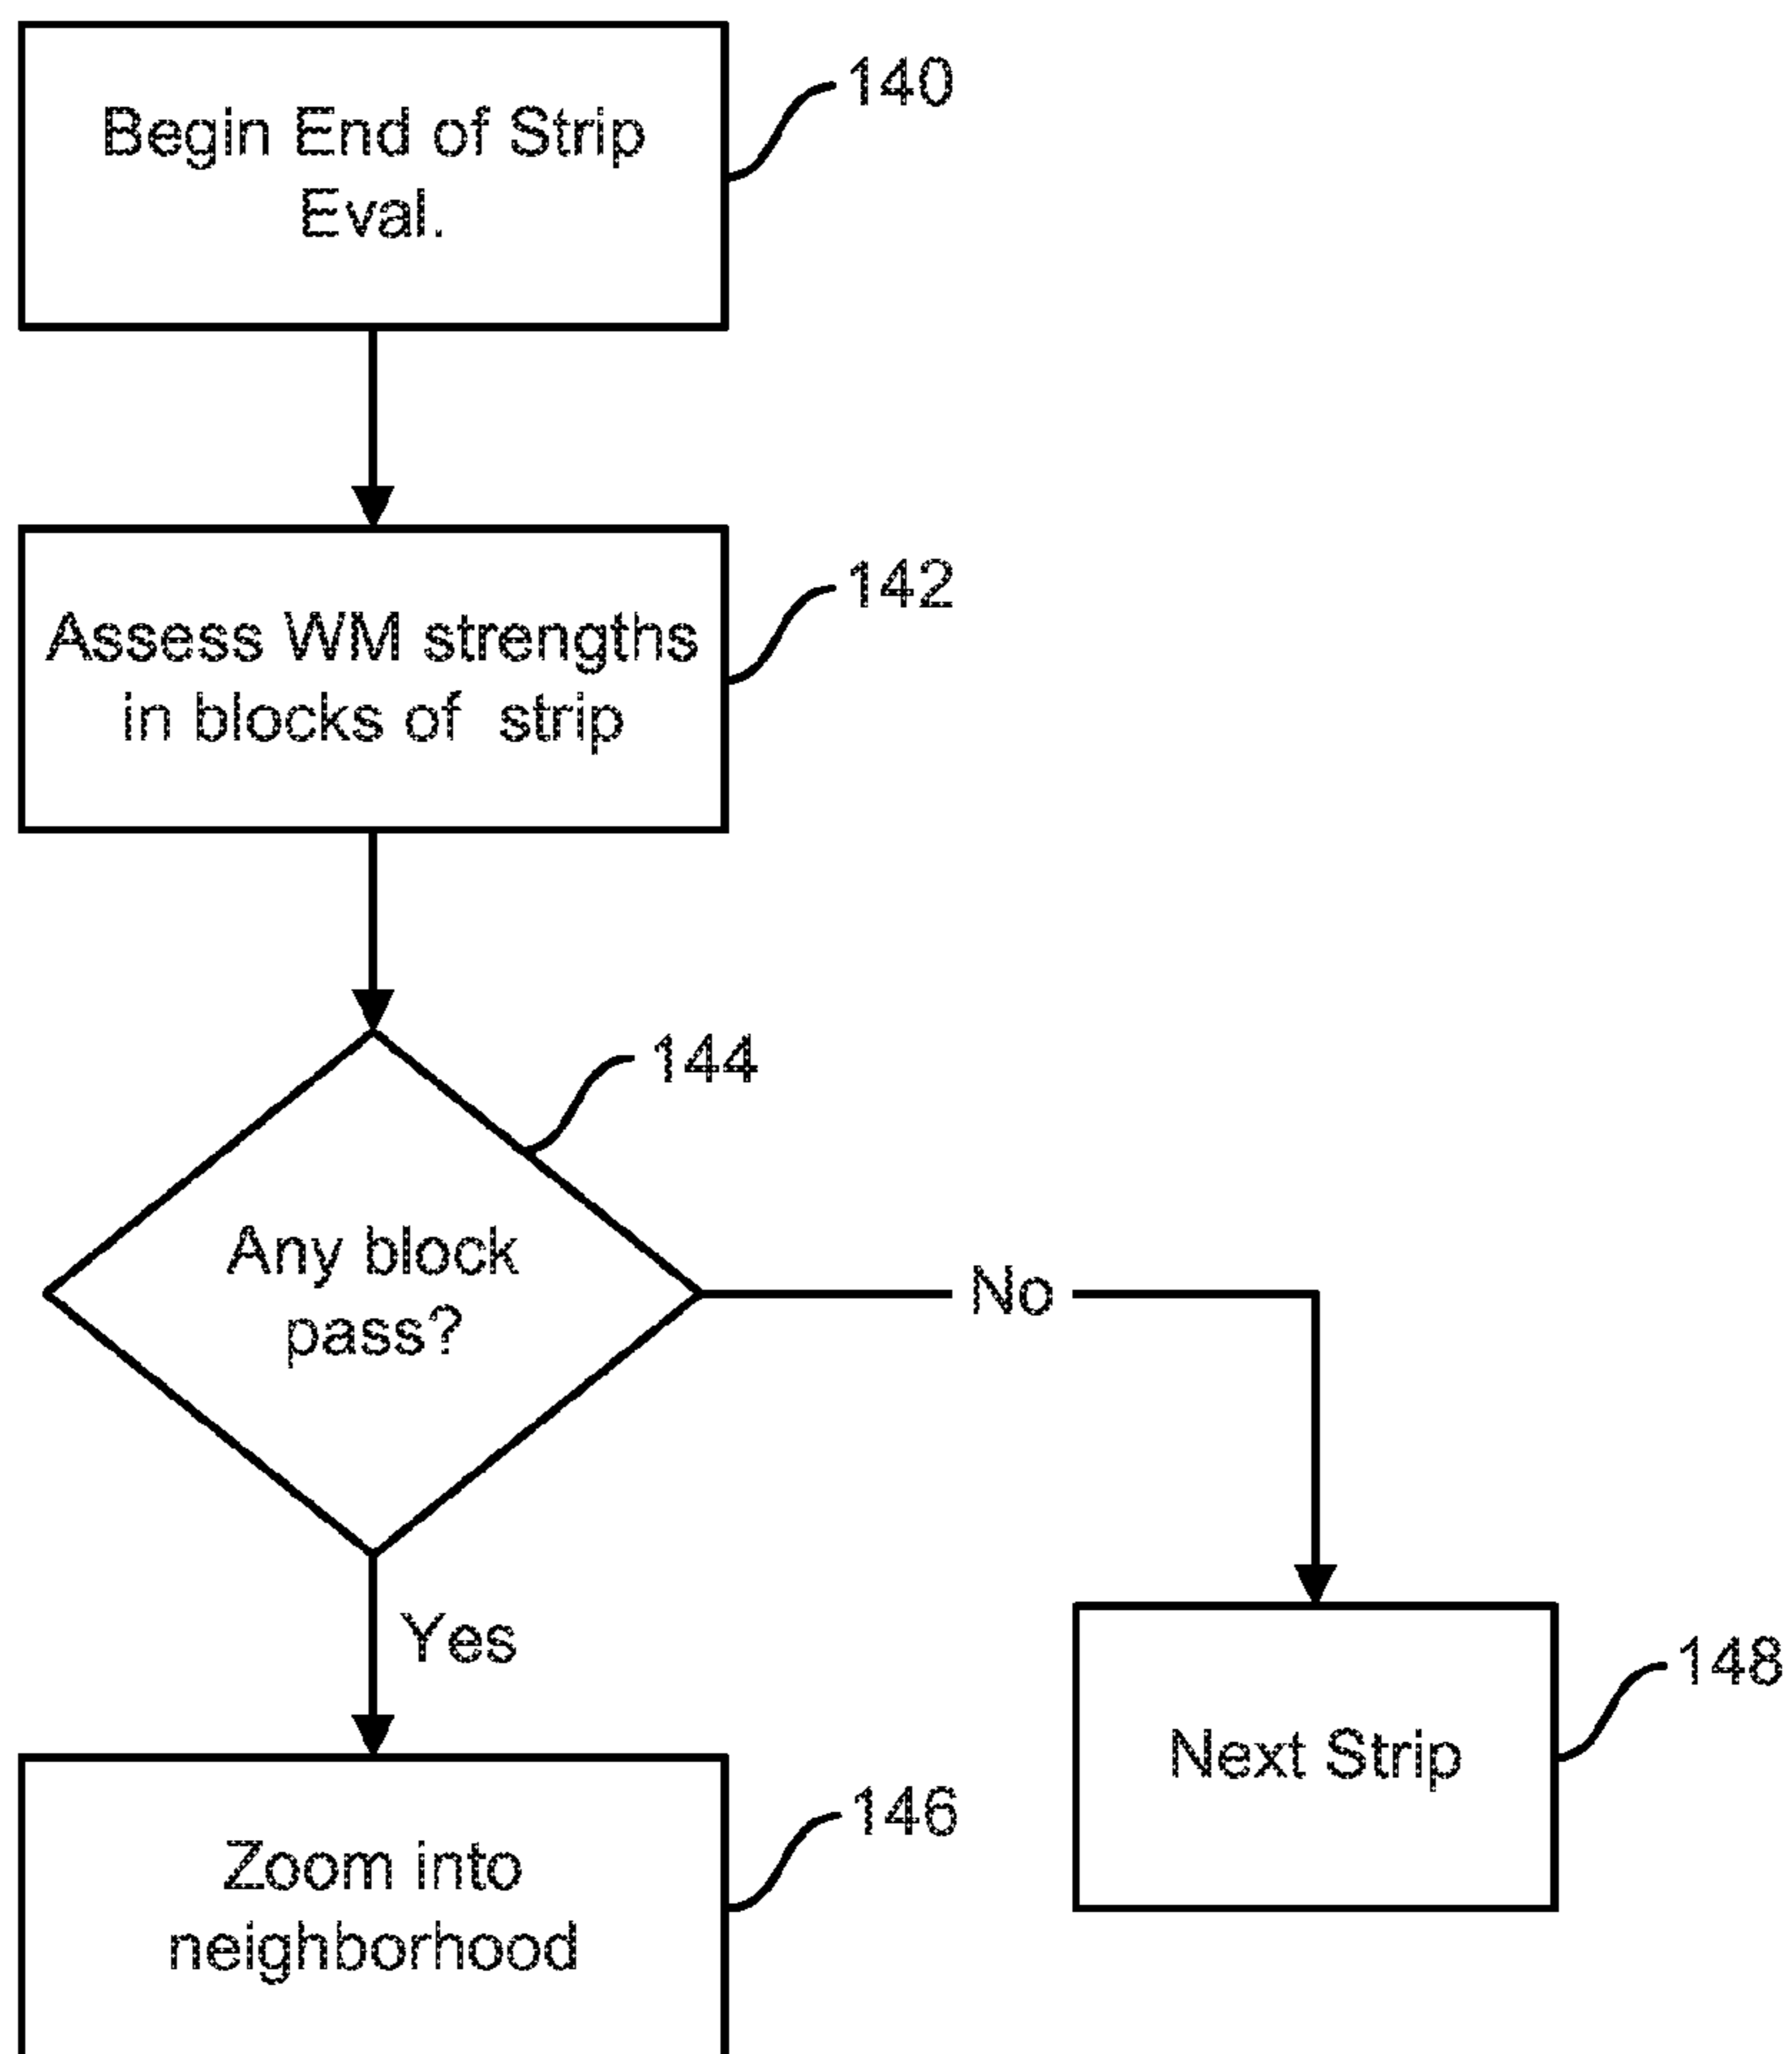 Begin End of Strip
Eval.
140
Assess WM strengths
in blocks of strip
142
144
Any block
pass?
No
Yes
148
Next Strip
146
Zoom into
neighborhood